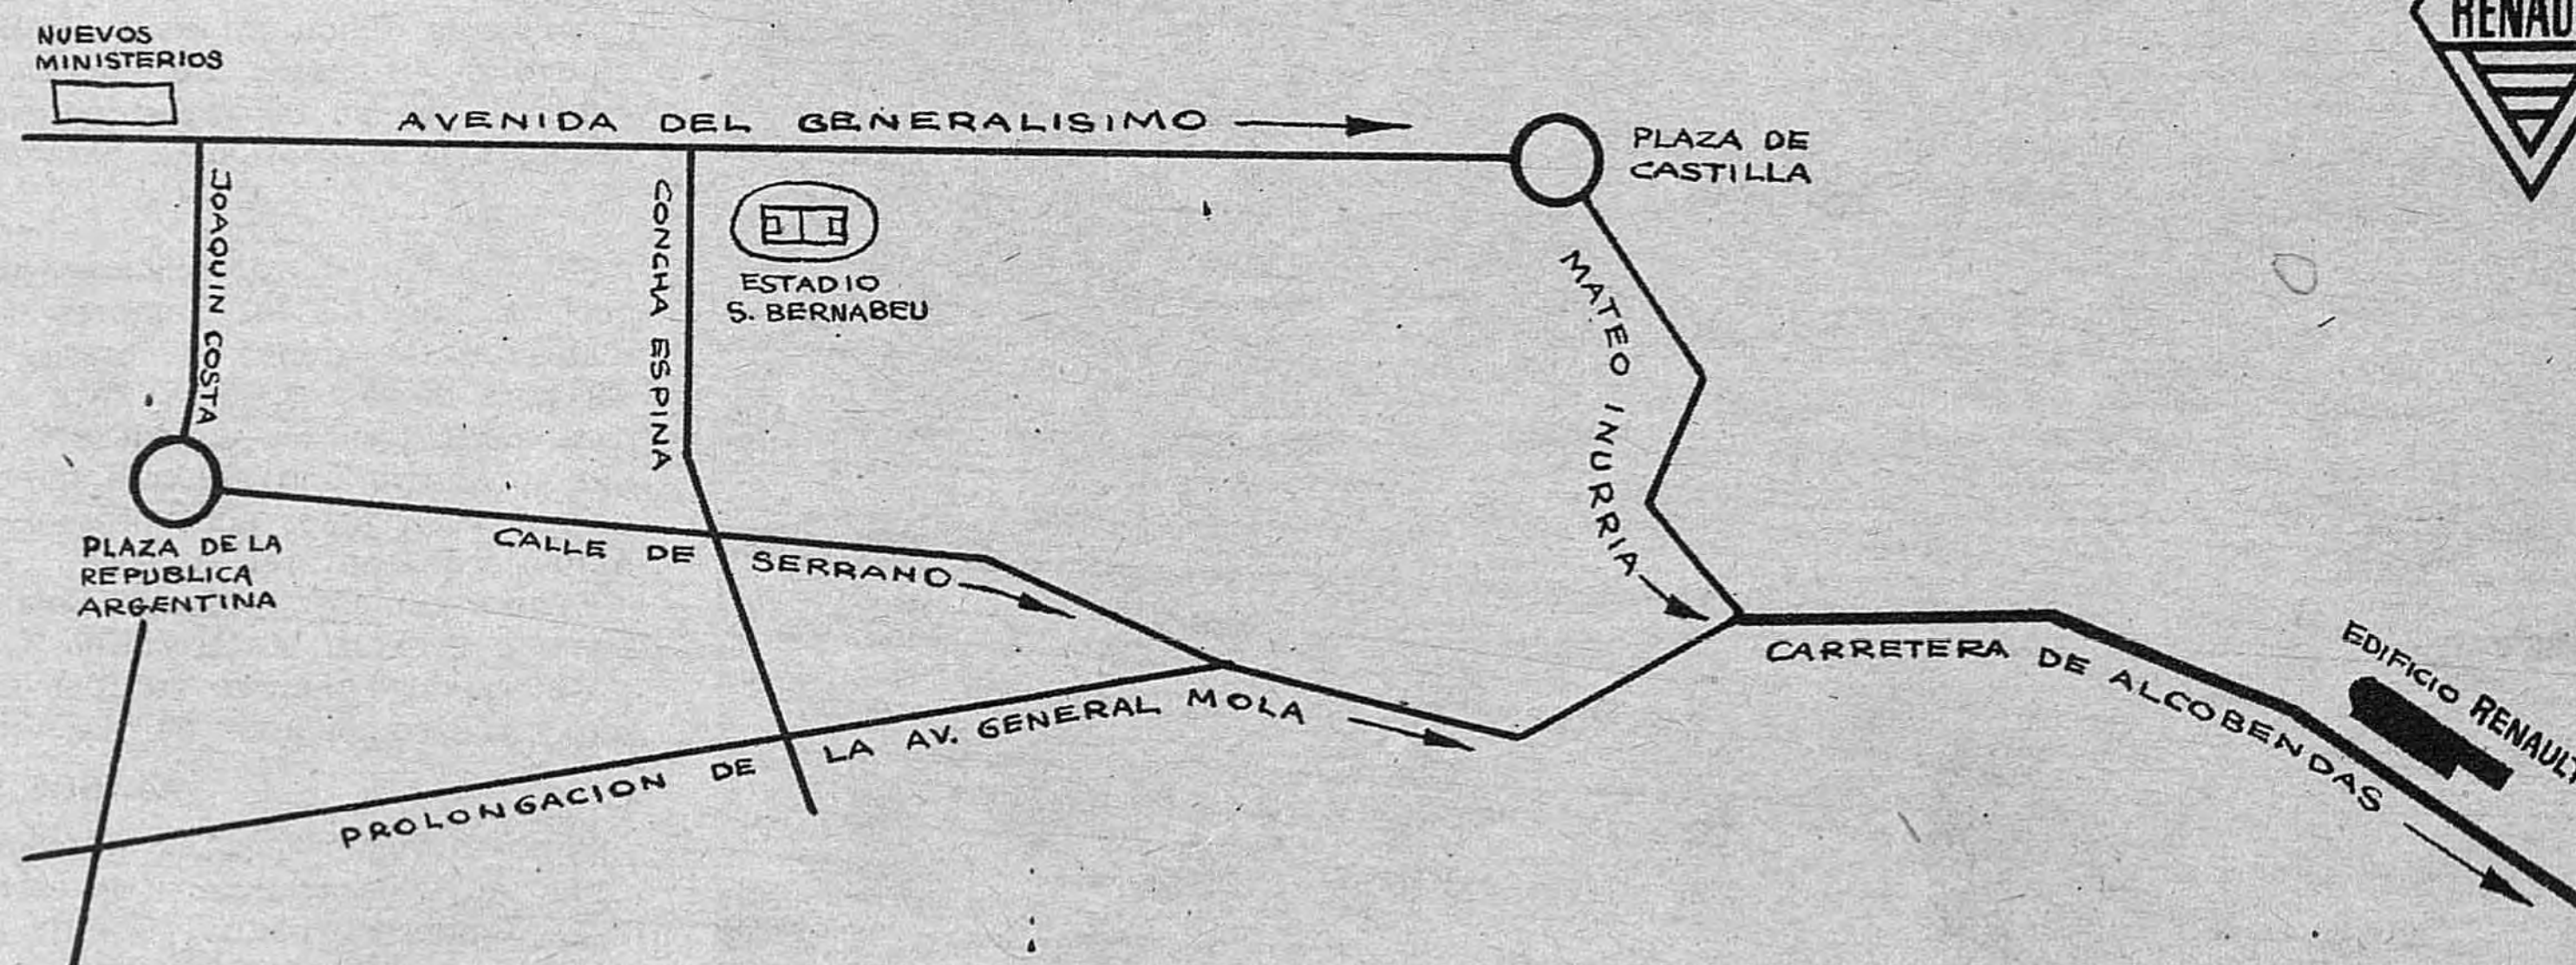 NUEVOS
MINISTERIOS
AVENIDA DEL GENERALISIMO
PLAZA DE
CASTILLA
JOAQUIN COSTA
CONCHA ESPINA
ESTADIO
S. BERNABEU
MATEO INURRIA
PLAZA DE LA
REPUBLICA
ARGENTINA
CALLE DE SERRANO
PROLONGACION DE LA AV. GENERAL MOLA
CARRETERA DE ALCOBENDAS
EDIFICIO RENAULT